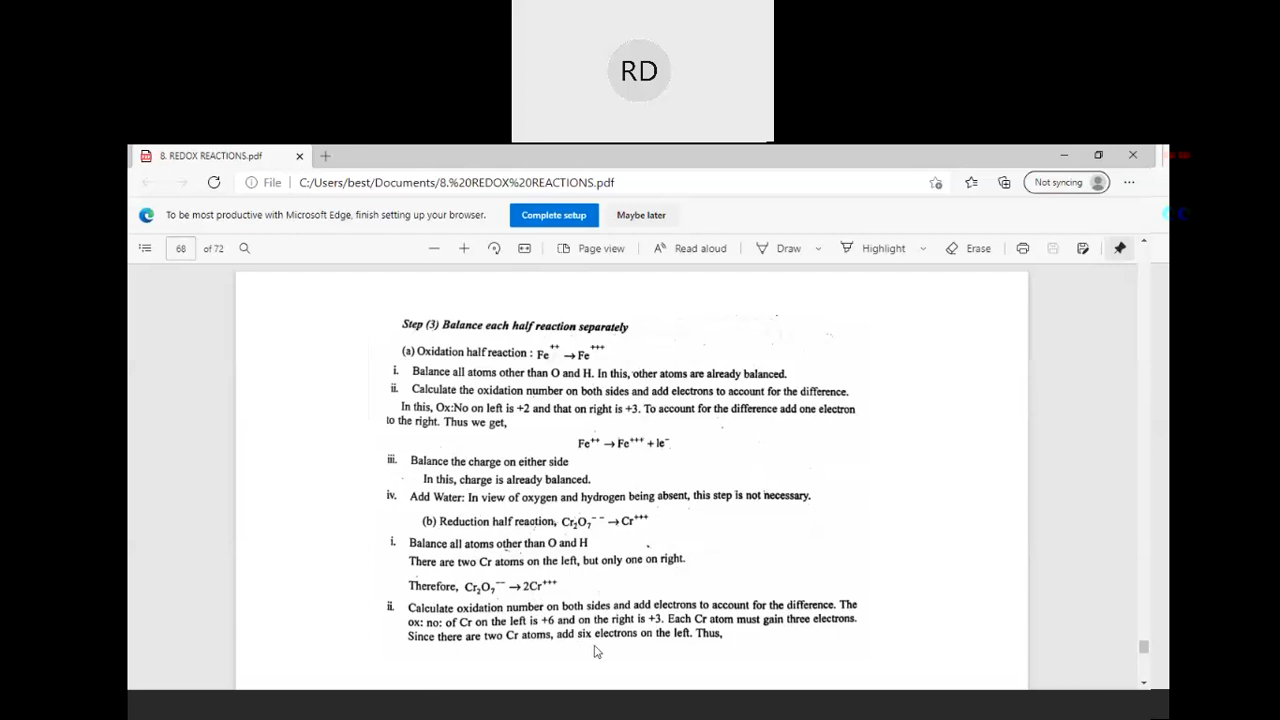 RD
8. REDOX REACTIONS.pdf
File | C:/Users/best/Documents/8.%20REDOX%20REACTIONS.pdf
Not syncing
To be most productive with Microsoft Edge, finish setting up your browser. Complete setup Maybe later
68 of 72 Page view Read aloud Draw Highlight Erase
Step (3) Balance each half reaction separately
(a) Oxidation half reaction : Fe⁺⁺ → Fe⁺⁺⁺
i. Balance all atoms other than O and H. In this, other atoms are already balanced.
ii. Calculate the oxidation number on both sides and add electrons to account for the difference.
In this, Ox:No on left is +2 and that on right is +3. To account for the difference add one electron
to the right. Thus we get,
Fe⁺⁺ → Fe⁺⁺⁺ + le⁻
iii. Balance the charge on either side
In this, charge is already balanced.
iv. Add Water: In view of oxygen and hydrogen being absent, this step is not necessary.
(b) Reduction half reaction, Cr₂O₇⁻⁻ → Cr⁺⁺⁺
i. Balance all atoms other than O and H
There are two Cr atoms on the left, but only one on right.
Therefore, Cr₂O₇⁻⁻ → 2Cr⁺⁺⁺
ii. Calculate oxidation number on both sides and add electrons to account for the difference. The
ox: no: of Cr on the left is +6 and on the right is +3. Each Cr atom must gain three electrons.
Since there are two Cr atoms, add six electrons on the left. Thus,